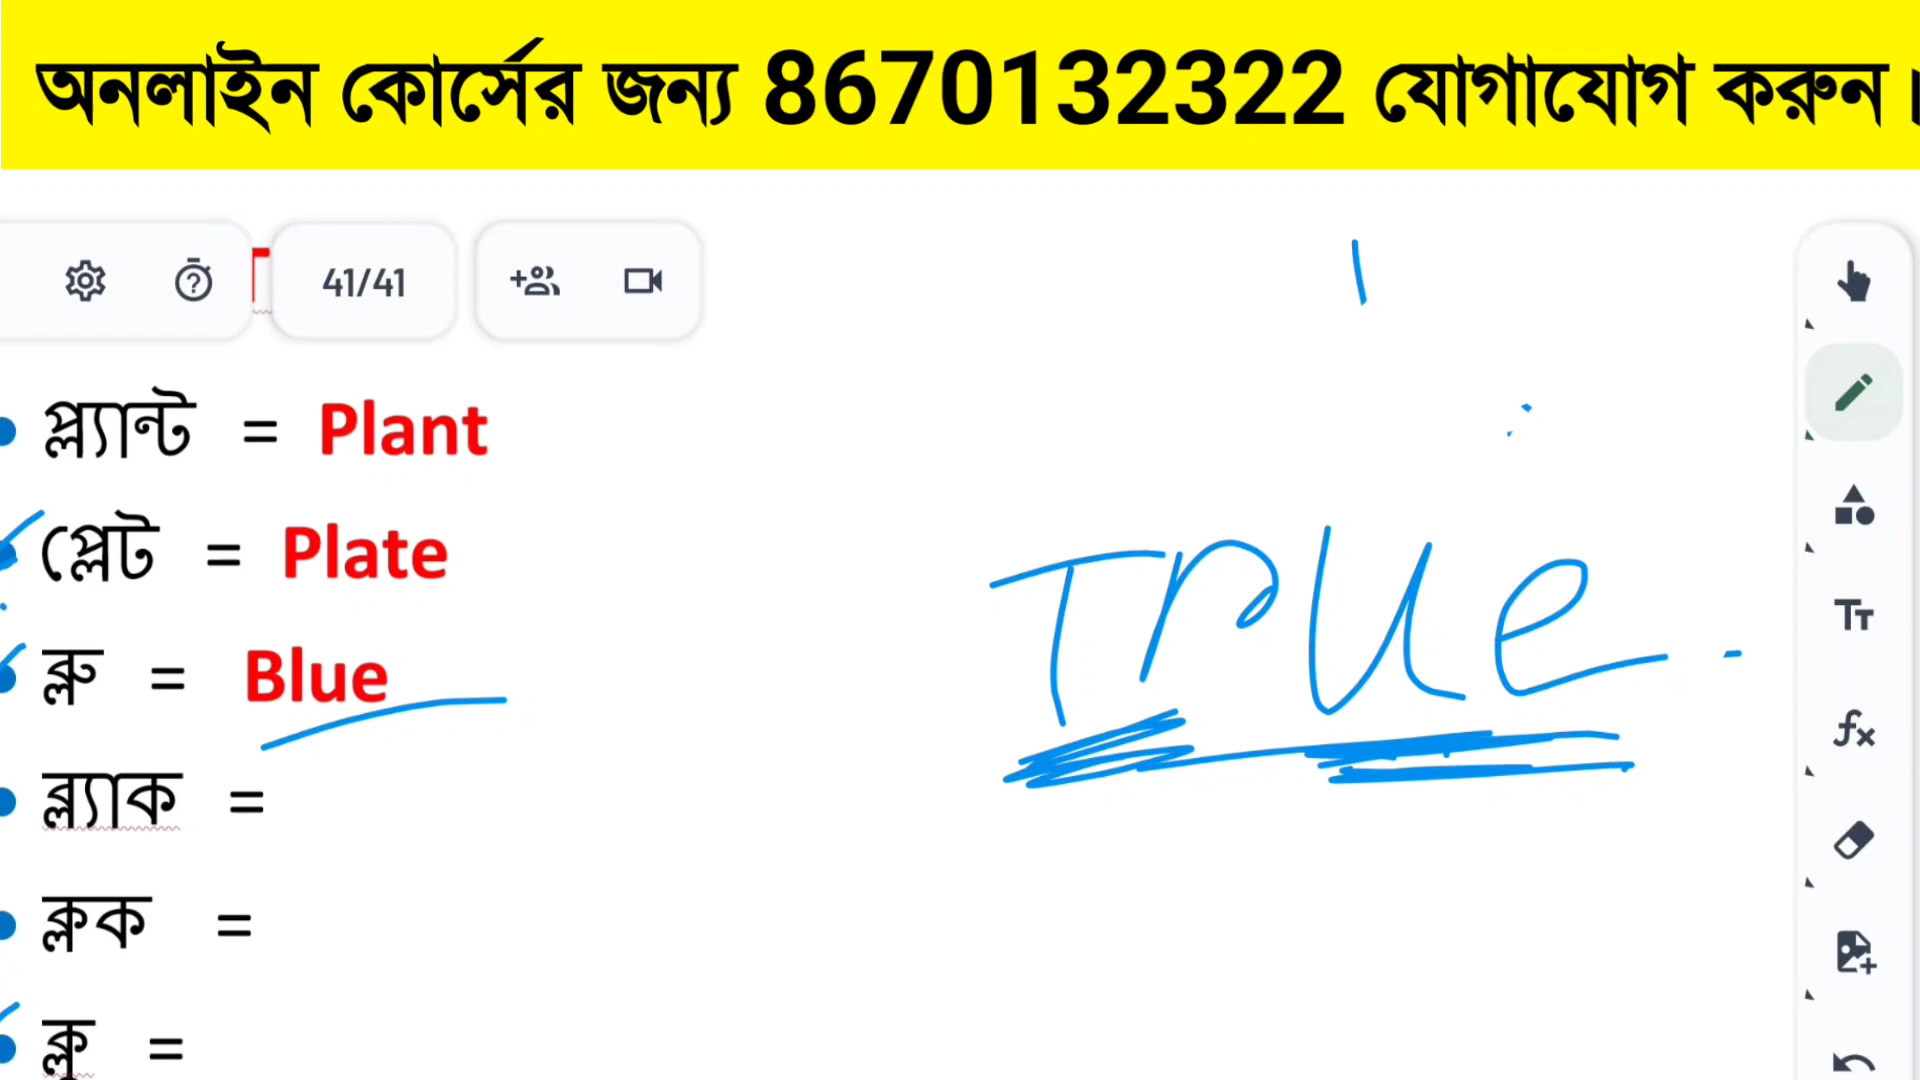 অনলাইন কোর্সের জন্য 8670132322 যোগাযোগ করুন।
41/41
প্ল্যান্ট = Plant
প্লেট = Plate
ব্লু = Blue
True
ব্ল্যাক =
ক্লক =
ক্লু =